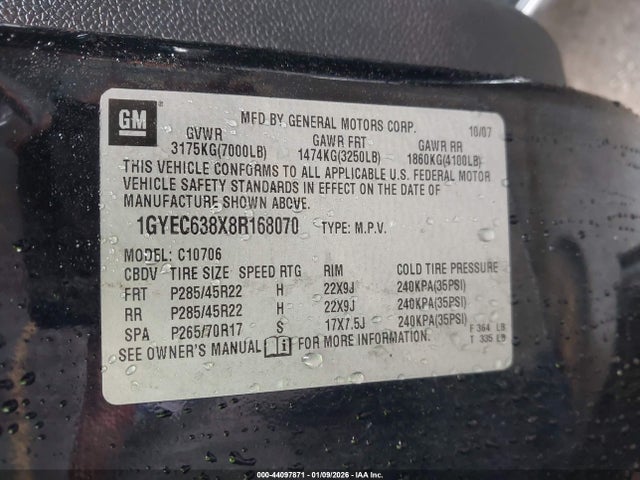 GM
MFD BY GENERAL MOTORS CORP. 10/07
GVWR GAWR FRT GAWR RR
3175KG(7000LB) 1474KG(3250LB) 1860KG(4100LB)
THIS VEHICLE CONFORMS TO ALL APPLICABLE U.S. FEDERAL MOTOR
VEHICLE SAFETY STANDARDS IN EFFECT ON THE DATE OF
MANUFACTURE SHOWN ABOVE.
1GYEC638X8R168070 TYPE: M.P.V.
MODEL: C10706
CBDV TIRE SIZE SPEED RTG RIM COLD TIRE PRESSURE
FRT P285/45R22 H 22X9J 240KPA(35PSI)
RR P285/45R22 H 22X9J 240KPA(35PSI)
SPA P265/70R17 S 17X7.5J 240KPA(35PSI)
SEE OWNER'S MANUAL FOR MORE INFORMATION.
F 364 LB
T 335 LB
000-44097871 - 01/09/2026 - © IAA, Inc.